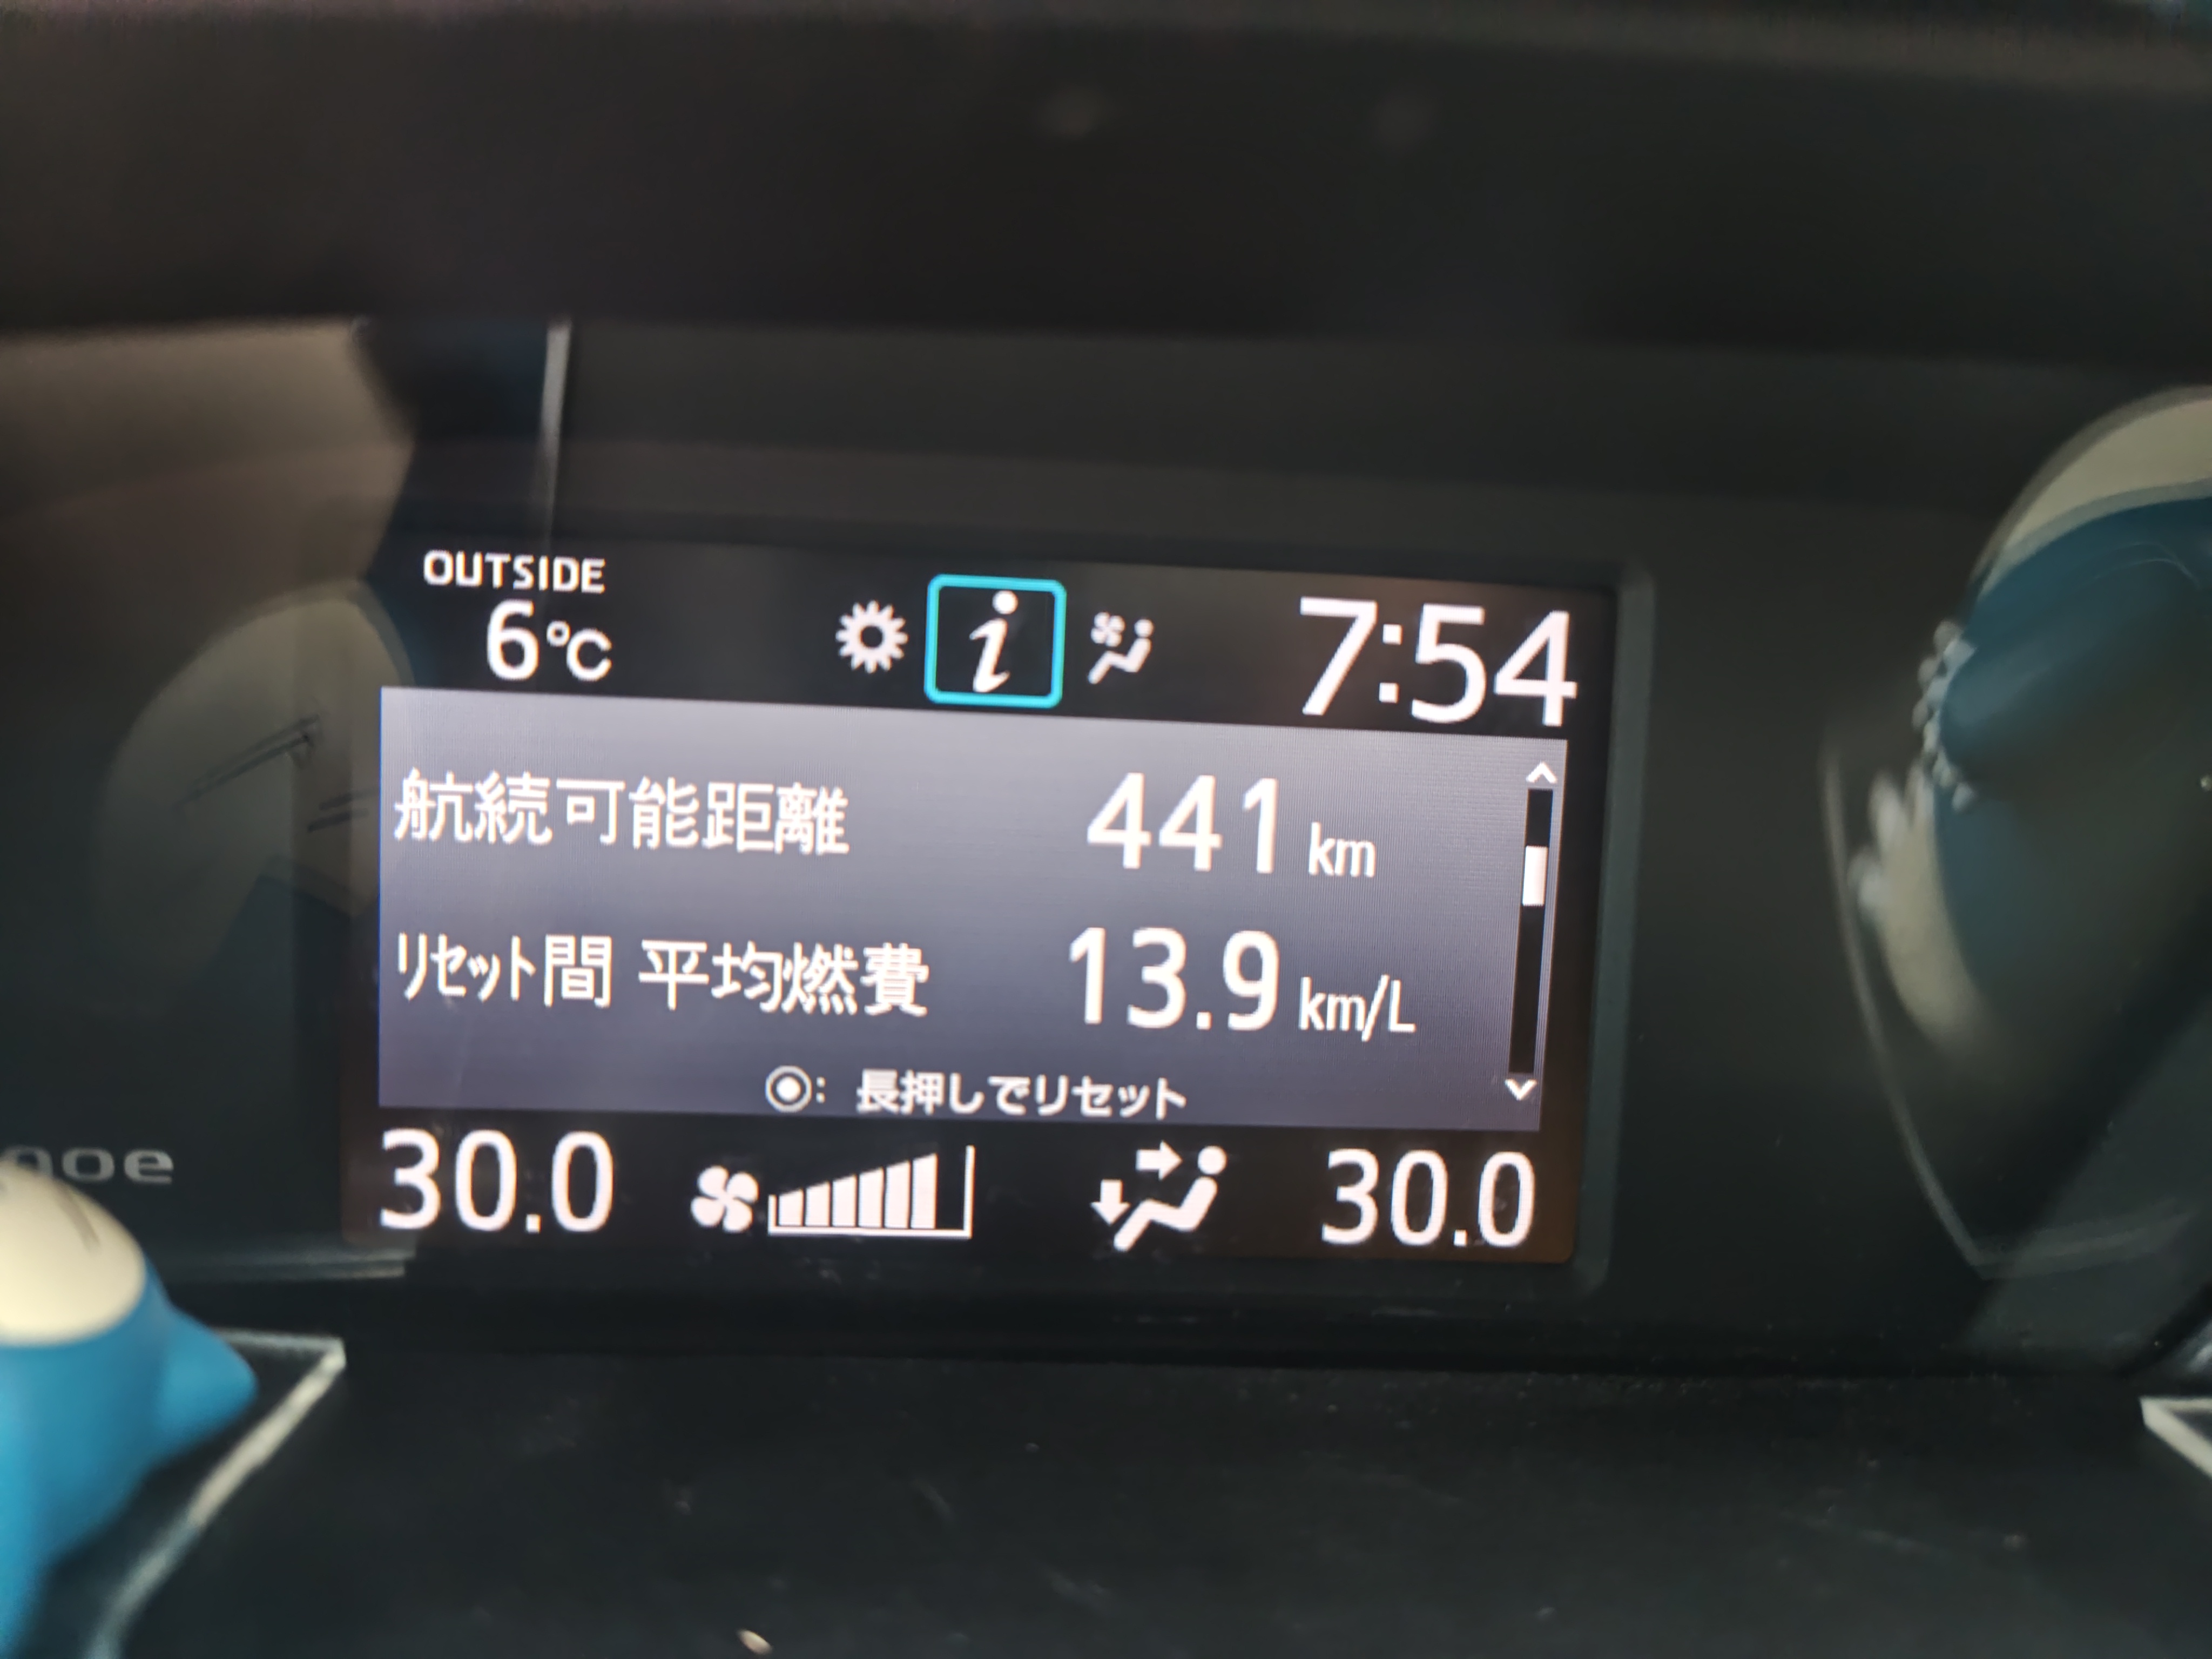 OUTSIDE
6℃
7:54
航続可能距離 441 km
ﾘｾｯﾄ間 平均燃費 13.9 km/L
◉: 長押しでリセット
30.0 30.0